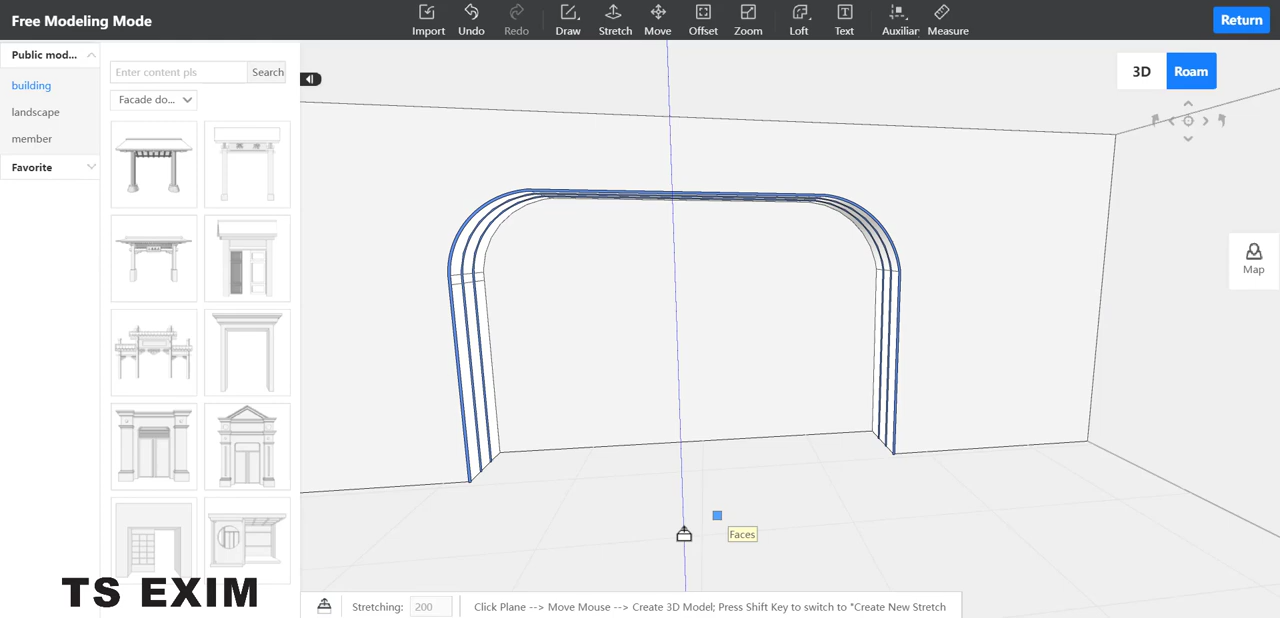 Free Modeling Mode
Import Undo Redo Draw Stretch Move Offset Zoom Loft Text Auxiliar Measure
Return
Public mod...
building
landscape
member
Favorite
Enter content pls Search
Facade do...
3D Roam
Map
Faces
TS EXIM
Stretching: 200 Click Plane --> Move Mouse --> Create 3D Model; Press Shift Key to switch to "Create New Stretch